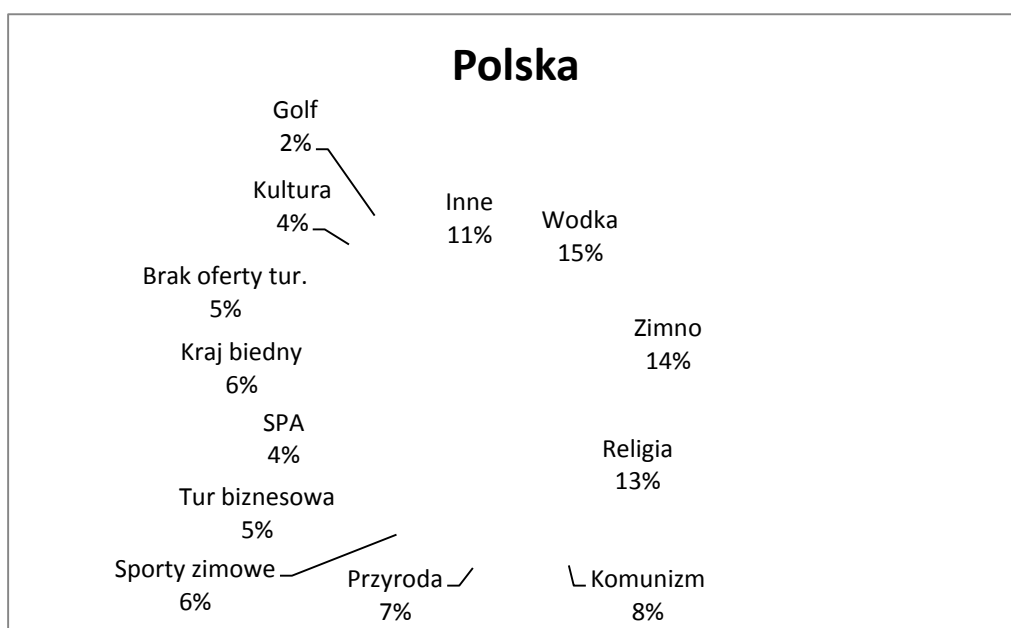 Polska
Golf
2%
Kultura
4%
Inne
11%
Wodka
15%
Brak oferty tur.
5%
Zimno
14%
Kraj biedny
6%
SPA
4%
Religia
13%
Tur biznesowa
5%
Sporty zimowe
6%
Przyroda
7%
Komunizm
8%